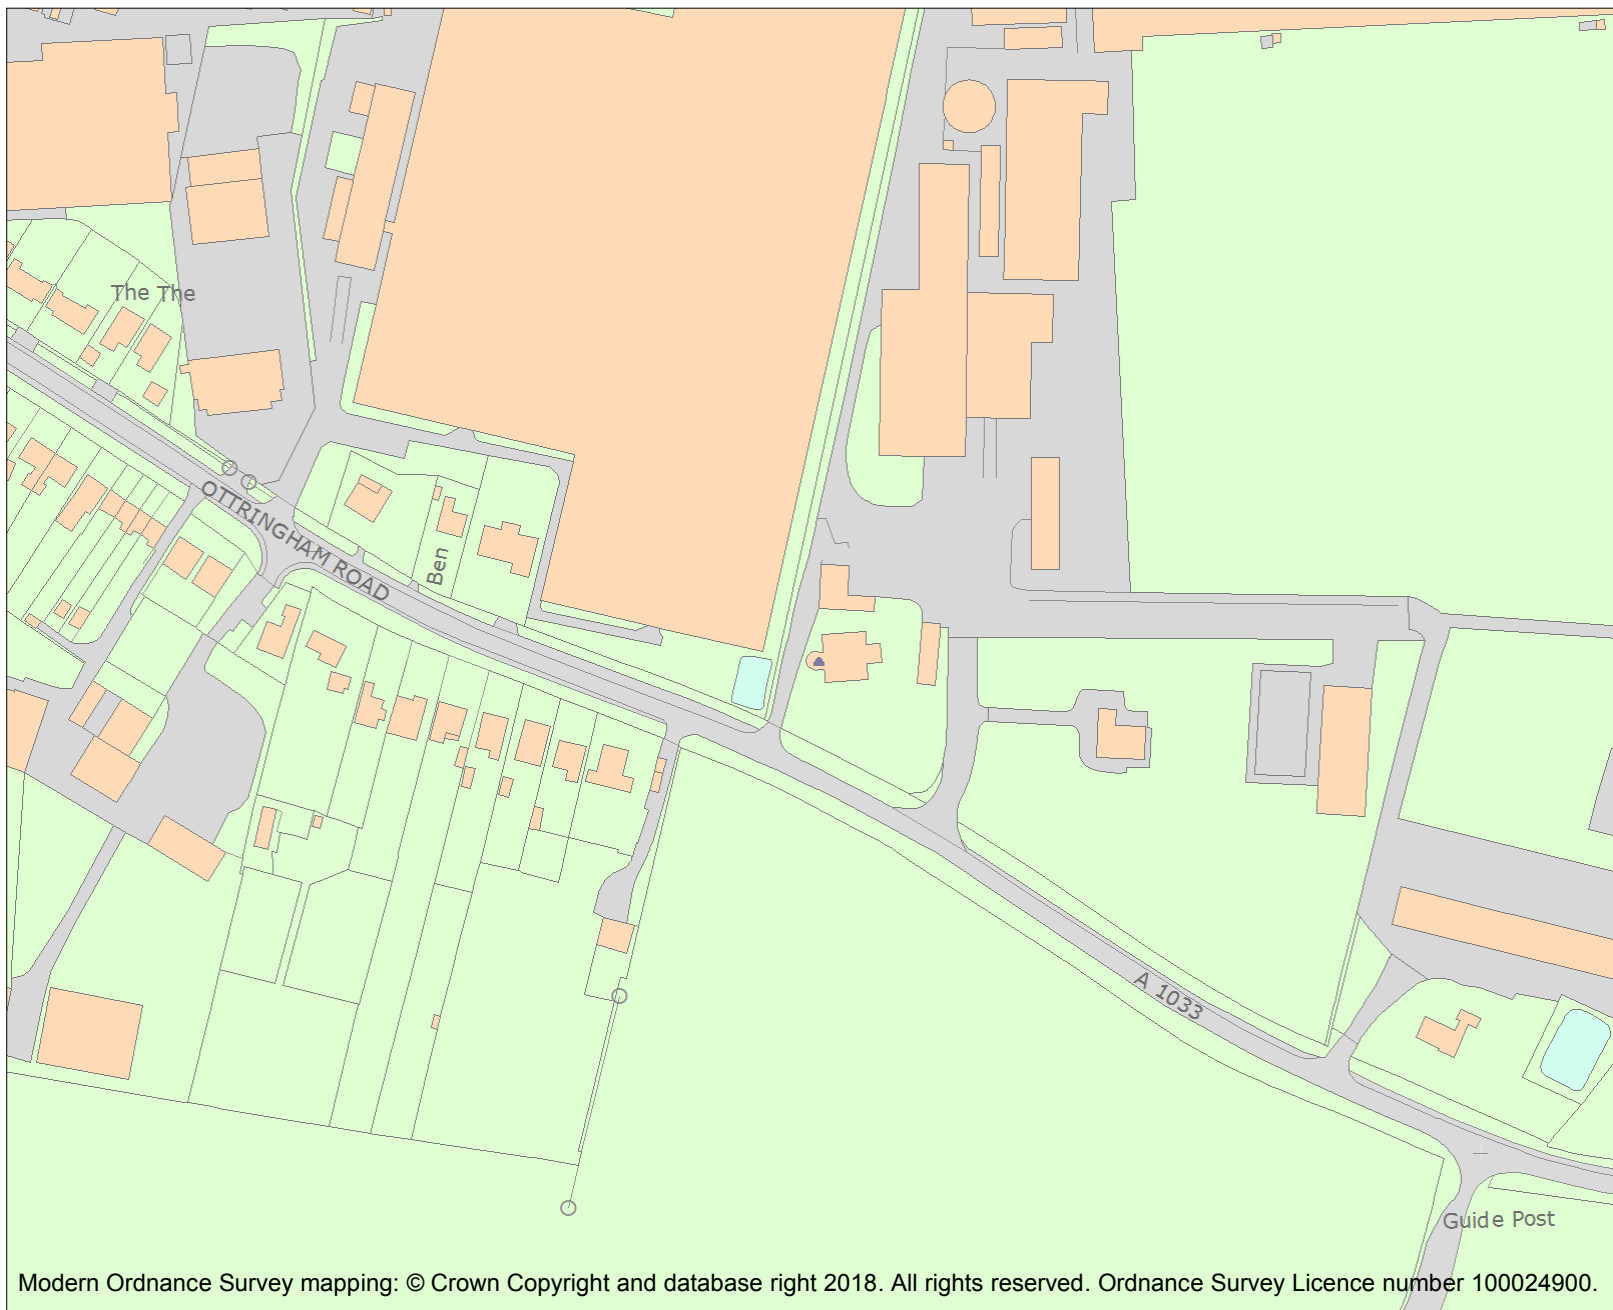 The The
OTTRINGHAM ROAD
Ben
A 1033
Guide Post
Modern Ordnance Survey mapping: © Crown Copyright and database right 2018. All rights reserved. Ordnance Survey Licence number 100024900.